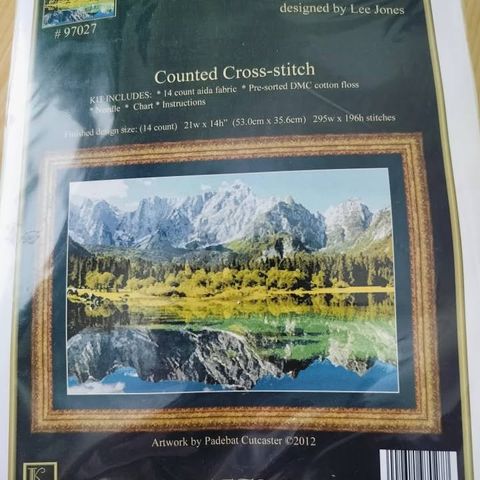 designed by Lee Jones
# 97027
Counted Cross-stitch
KIT INCLUDES: * 14 count aida fabric * Pre-sorted DMC cotton floss
* Needle * Chart * Instructions
Finished design size: (14 count) 21w x 14h" (53.0cm x 35.6cm) 295w x 196h stitches
Artwork by Padebat Cutcaster ©2012
K